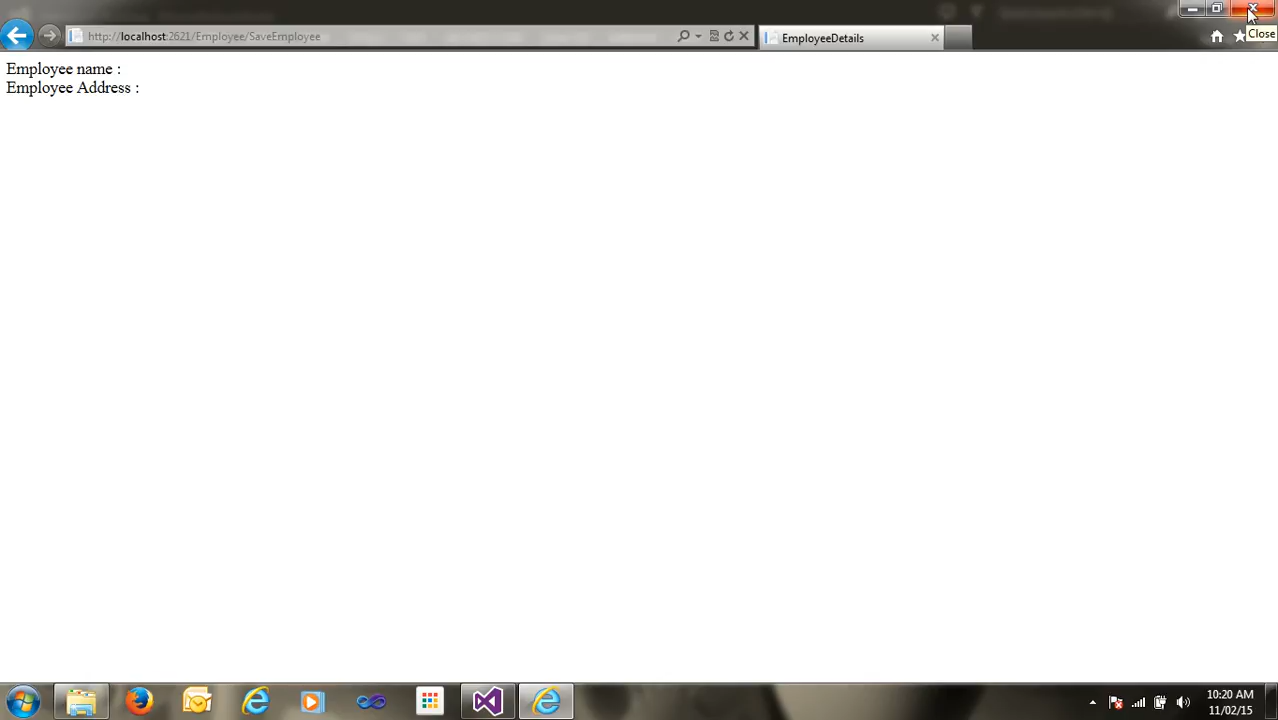 http://localhost:2621/Employee/SaveEmployee
EmployeeDetails
Close
Employee name :
Employee Address :
10:20 AM
11/02/15